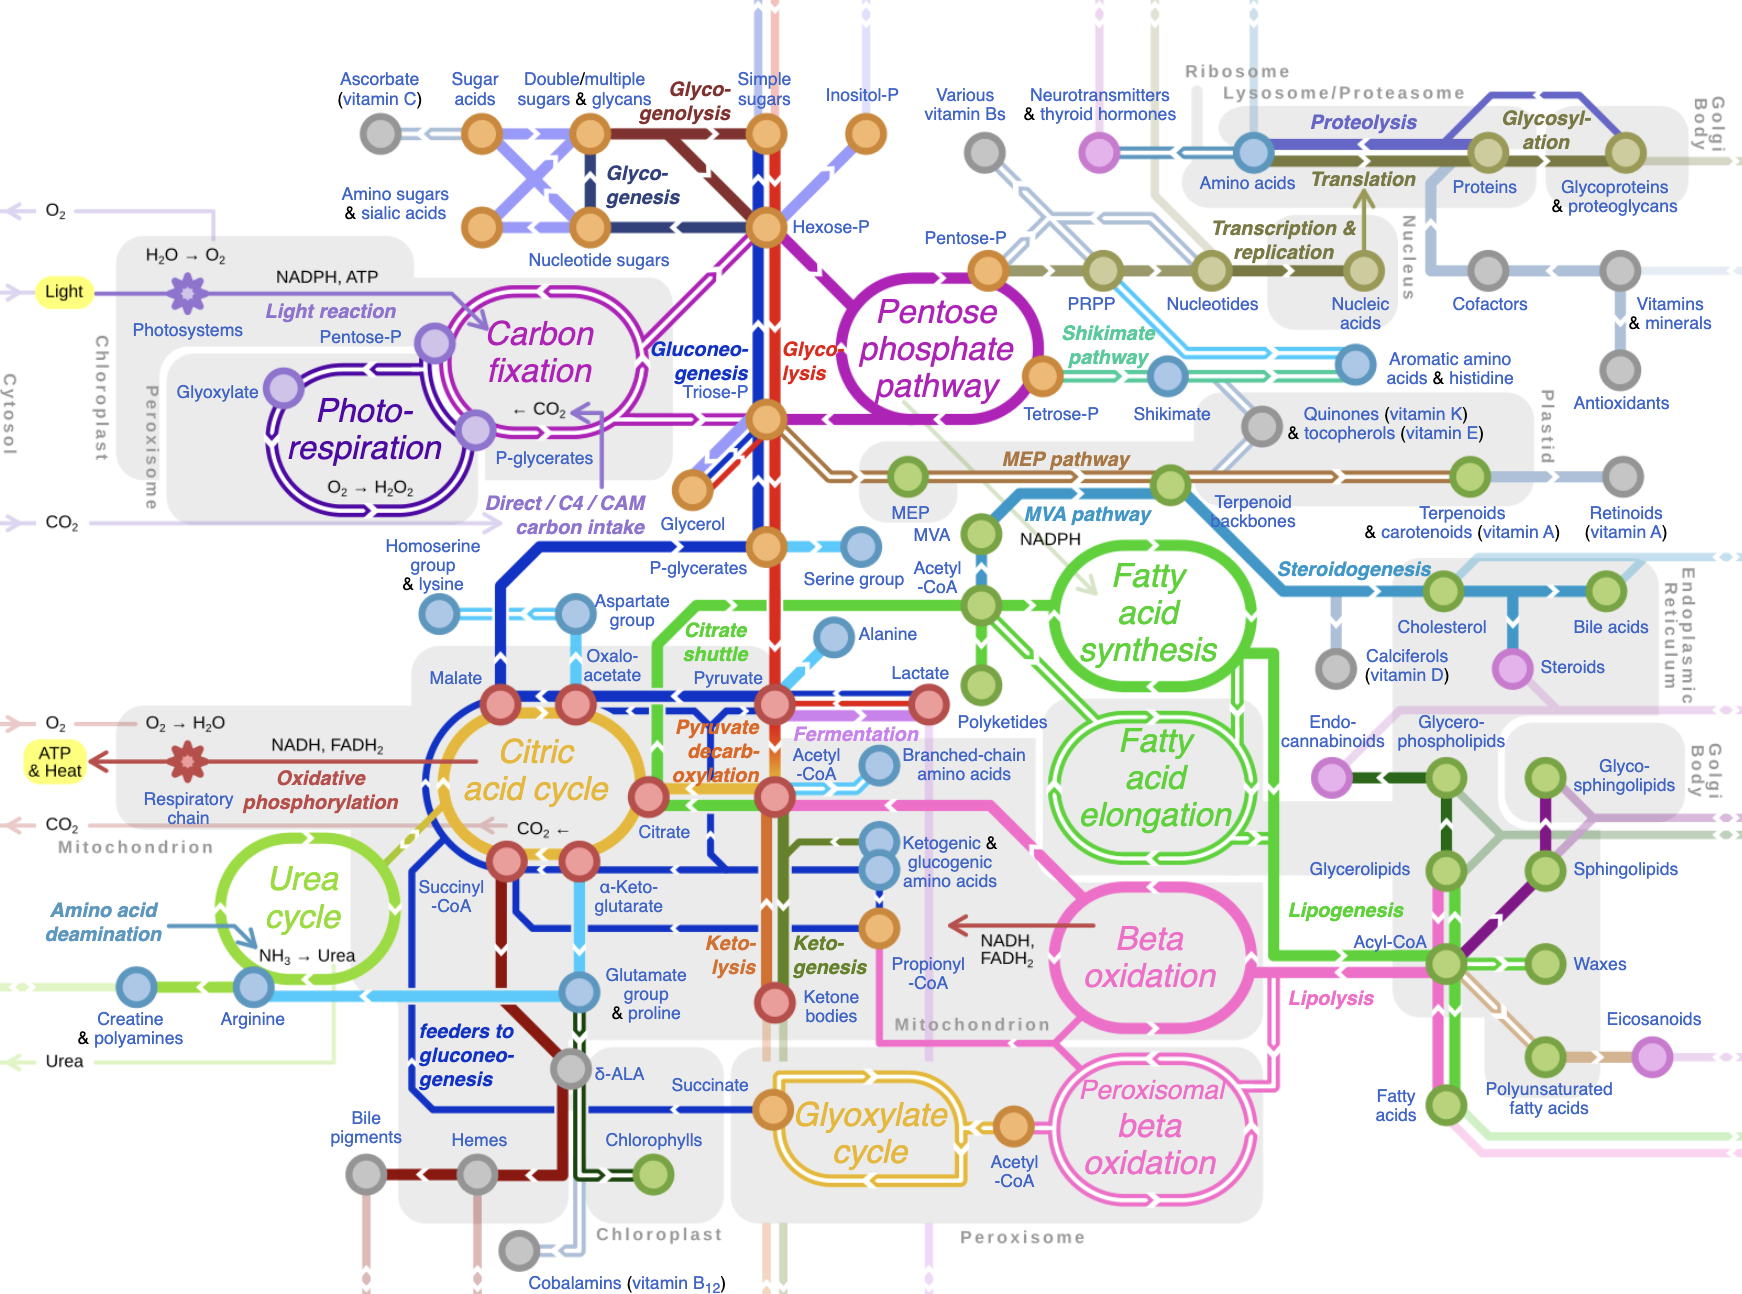 Ribosome
Lysosome/Proteasome
Golgi
Body
Ascorbate
(vitamin C)
Sugar
acids
Double/multiple
sugars & glycans
Glyco-
genolysis
Simple
sugars
Inositol-P
Various
vitamin Bs
Neurotransmitters
& thyroid hormones
Proteolysis
Glycosyl-
ation
Amino acids
Translation
Proteins
Glycoproteins
& proteoglycans
Amino sugars
& sialic acids
Glyco-
genesis
Nucleotide sugars
Hexose-P
Pentose-P
Transcription &
replication
Nucleus
O₂
H₂O → O₂
Light
NADPH, ATP
Light reaction
Photosystems
Pentose-P
Carbon
fixation
← CO₂
Gluconeo-
genesis
Glyco-
lysis
Triose-P
Pentose
phosphate
pathway
PRPP
Nucleotides
Nucleic
acids
Cofactors
Vitamins
& minerals
Shikimate
pathway
Aromatic amino
acids & histidine
Tetrose-P
Shikimate
Antioxidants
Cytosol
Chloroplast
Peroxisome
Glyoxylate
Photo-
respiration
O₂ → H₂O₂
P-glycerates
Quinones (vitamin K)
& tocopherols (vitamin E)
Plastid
MEP pathway
MEP
CO₂
Direct / C4 / CAM
carbon intake
Glycerol
MVA pathway
MVA
NADPH
Terpenoid
backbones
Terpenoids
& carotenoids (vitamin A)
Retinoids
(vitamin A)
Homoserine
group
& lysine
P-glycerates
Serine group
Acetyl
-CoA
Fatty
acid
synthesis
Steroidogenesis
Endoplasmic
Reticulum
Aspartate
group
Citrate
shuttle
Alanine
Cholesterol
Bile acids
Malate
Oxalo-
acetate
Pyruvate
Lactate
Polyketides
Calciferols
(vitamin D)
Steroids
O₂
O₂ → H₂O
ATP
& Heat
NADH, FADH₂
Oxidative
phosphorylation
Respiratory
chain
CO₂
Mitochondrion
Citric
acid cycle
CO₂ ←
Pyruvate
decarb-
oxylation
Fermentation
Acetyl
-CoA
Branched-chain
amino acids
Citrate
Fatty
acid
elongation
Endo-
cannabinoids
Glycero-
phospholipids
Glyco-
sphingolipids
Golgi
Body
Urea
cycle
Amino acid
deamination
NH₃ → Urea
Succinyl
-CoA
α-Keto-
glutarate
Ketogenic &
glucogenic
amino acids
Glycerolipids
Sphingolipids
Lipogenesis
Keto-
lysis
Keto-
genesis
NADH,
FADH₂
Beta
oxidation
Acyl-CoA
Waxes
Propionyl
-CoA
Lipolysis
Creatine
& polyamines
Arginine
Glutamate
group
& proline
Ketone
bodies
Mitochondrion
Eicosanoids
Urea
feeders to
gluconeo-
genesis
δ-ALA
Succinate
Glyoxylate
cycle
Acetyl
-CoA
Peroxisomal
beta
oxidation
Fatty
acids
Polyunsaturated
fatty acids
Bile
pigments
Hemes
Chlorophylls
Chloroplast
Peroxisome
Cobalamins (vitamin B₁₂)